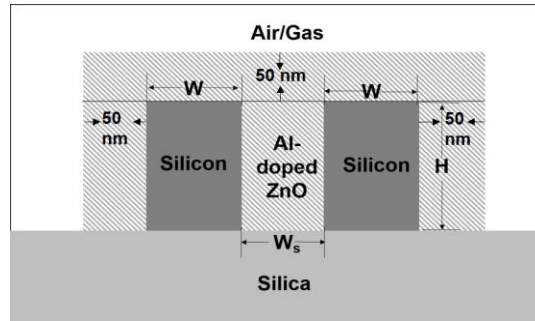 Air/Gas
50 nm
W
W
50
nm
50
nm
Silicon
Al-
doped
ZnO
Silicon
H
Ws
Silica